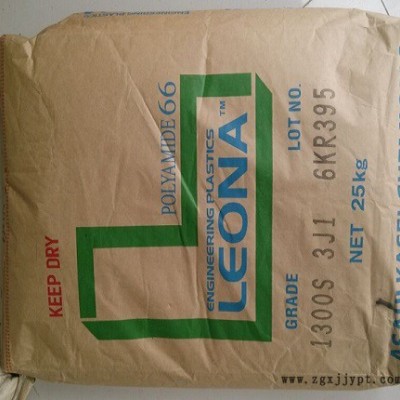 KEEP DRY
POLYAMIDE 66
ENGINEERING PLASTICS
LEONA™
GRADE
1300S 3J1
LOT NO.
6KR395
NET 25kg
www.zgxjjypt.com